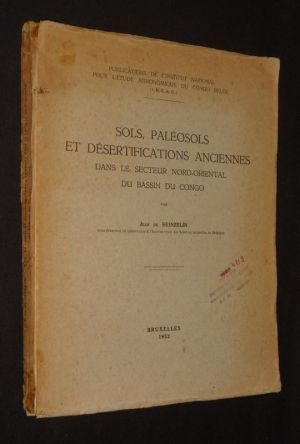 PUBLICATIONS DE L'INSTITUT NATIONAL
POUR L'ÉTUDE AGRONOMIQUE DU CONGO BELGE
(I. N. É. A. C.)
SOLS, PALÉOSOLS
ET DÉSERTIFICATIONS ANCIENNES
DANS LE SECTEUR NORD-ORIENTAL
DU BASSIN DU CONGO
PAR
JEAN DE HEINZELIN
BRUXELLES
1952